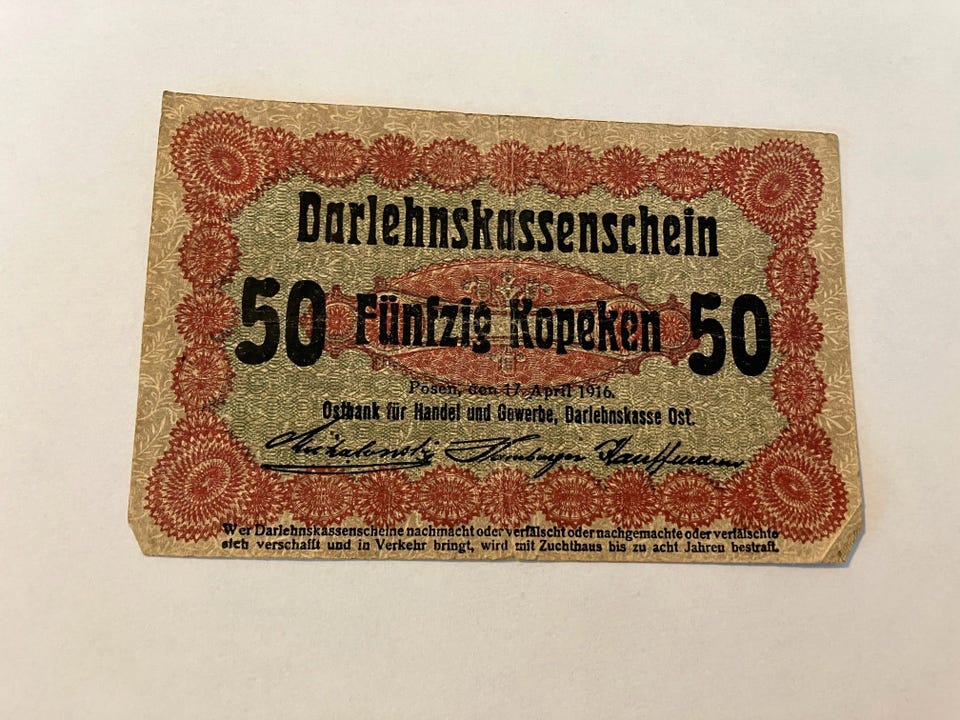 Darlehnskassenschein
50 Fünfzig Kopeken 50
Posen, den 17. April 1916.
Ostbank für Handel und Gewerbe, Darlehnskasse Ost.
Kauffmann
Wer Darlehnskassenscheine nachmacht oder verfälscht oder nachgemachte oder verfälschte
sich verschafft und in Verkehr bringt, wird mit Zuchthaus bis zu acht Jahren bestraft.